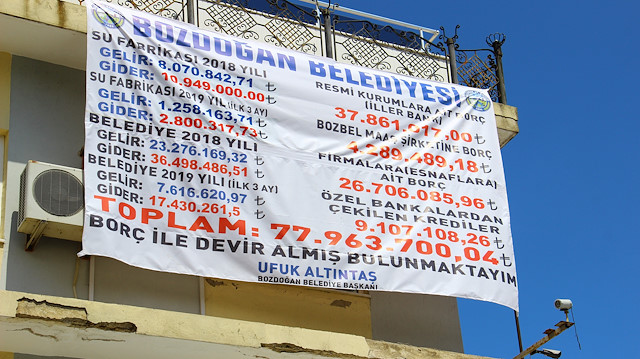 BOZDOĞAN BELEDİYESİ
SU FABRİKASI 2018 YILI
GELİR: 8.070.842,71
GİDER: 10.949.000.00 ₺
SU FABRİKASI 2019 YIL (İLK 3 AY)
GELİR: 1.258.163,71 ₺
GİDER: 2.800.317,73 ₺
BELEDİYE 2018 YILI
GELİR: 23.276.169,32 ₺
GİDER: 36.498.486,51 ₺
BELEDİYE 2019 YILI (İLK 3 AY)
GELİR: 7.616.620,97 ₺
GİDER: 17.430.261,5 ₺
RESMİ KURUMLARA AİT BORÇ
(İLLER BANKASI)
37.861.017,00 ₺
BOZBEL MAAŞ ŞİRKETİNE BORÇ
4.289.489,18 ₺
FİRMALARA(ESNAFLARA)
AİT BORÇ
26.706.085,96 ₺
ÖZEL BANKALARDAN
ÇEKİLEN KREDİLER
9.107.108,26 ₺
TOPLAM: 77.963.700,04 ₺
BORÇ İLE DEVİR ALMIŞ BULUNMAKTAYIM
UFUK ALTINTAŞ
BOZDOĞAN BELEDİYE BAŞKANI